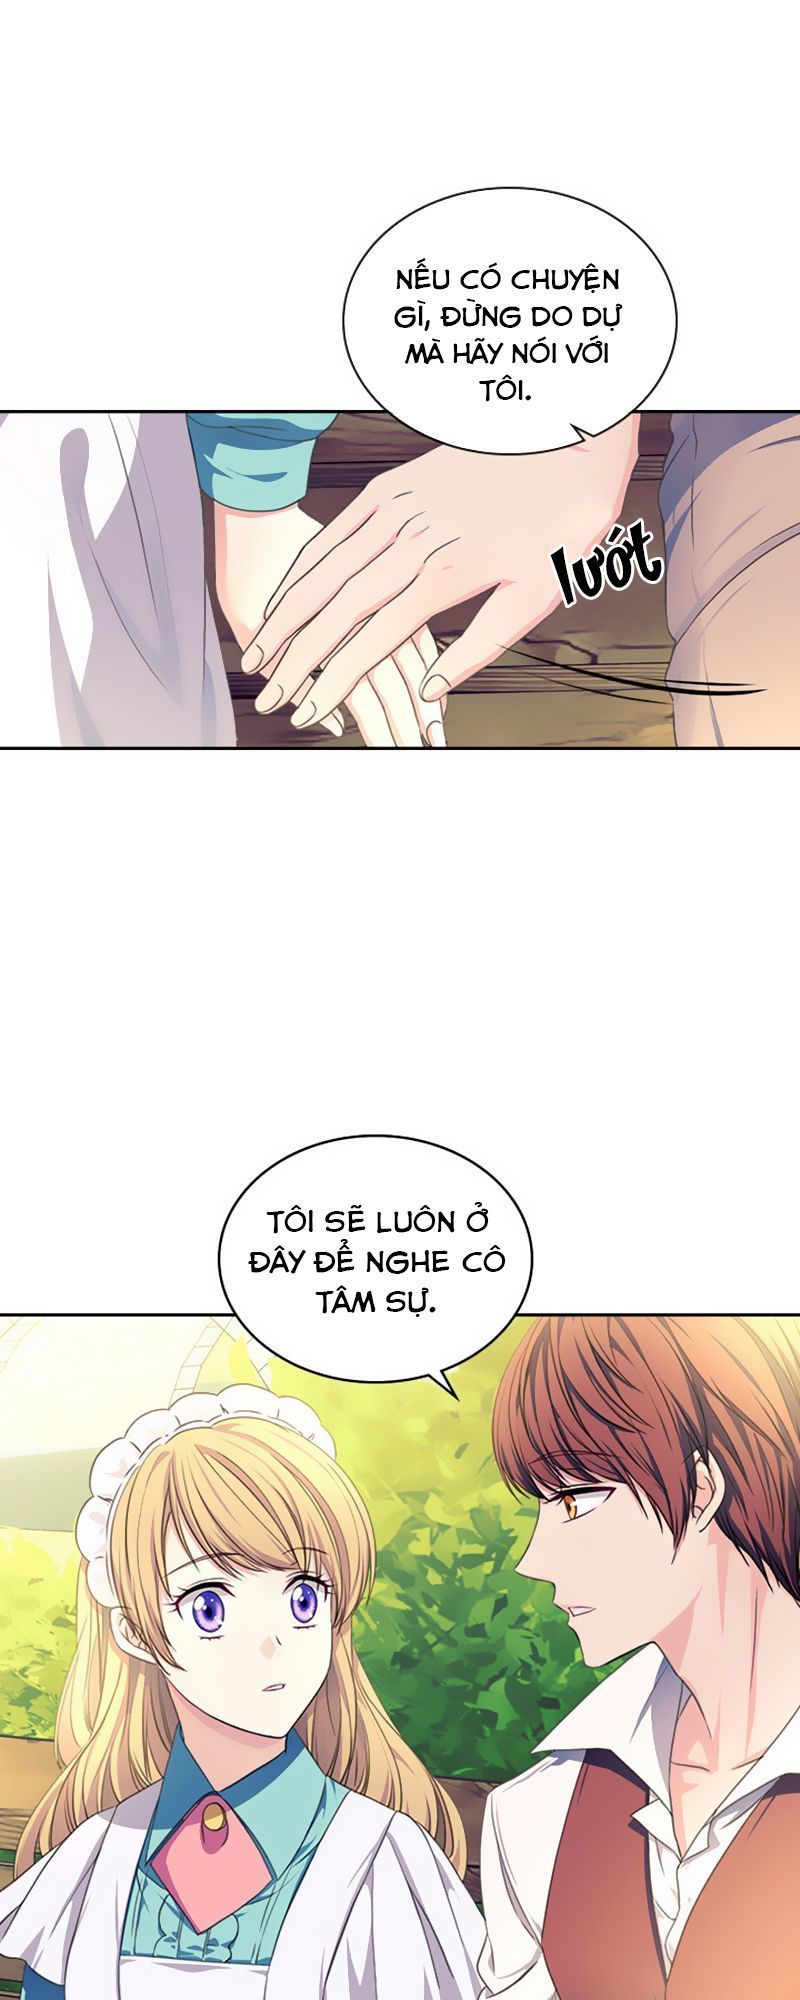 NẾU CÓ CHUYỆN
GÌ, ĐỪNG DO DỰ
MÀ HÃY NÓI VỚI
TÔI.
lướt
TÔI SẼ LUÔN Ở
ĐÂY ĐỂ NGHE CÔ
TÂM SỰ.